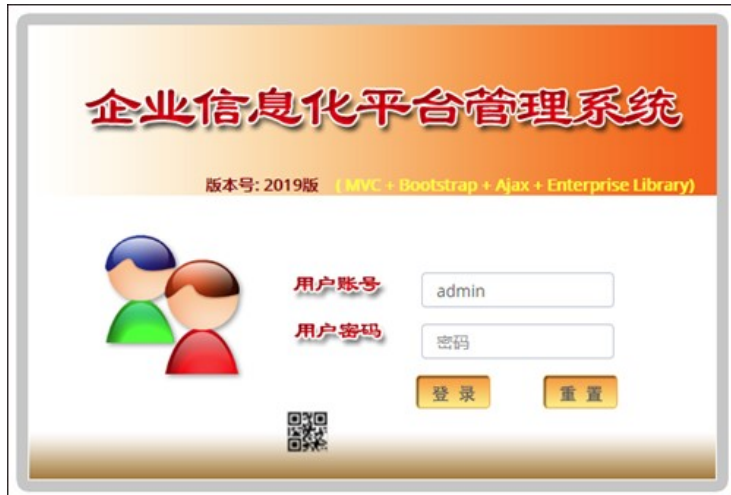 企业信息化平台管理系统
版本号: 2019版 ( MVC + Bootstrap + Ajax + Enterprise Library)
用户账号 admin
用户密码 密码
登 录 重 置